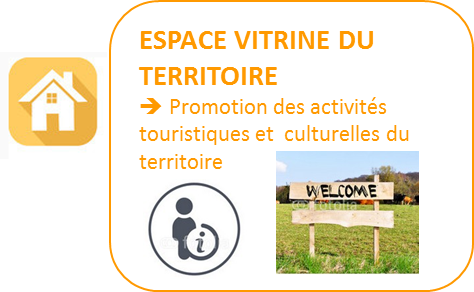 ESPACE VITRINE DU
TERRITOIRE
➔ Promotion des activités
touristiques et culturelles du
territoire
WELCOME
i